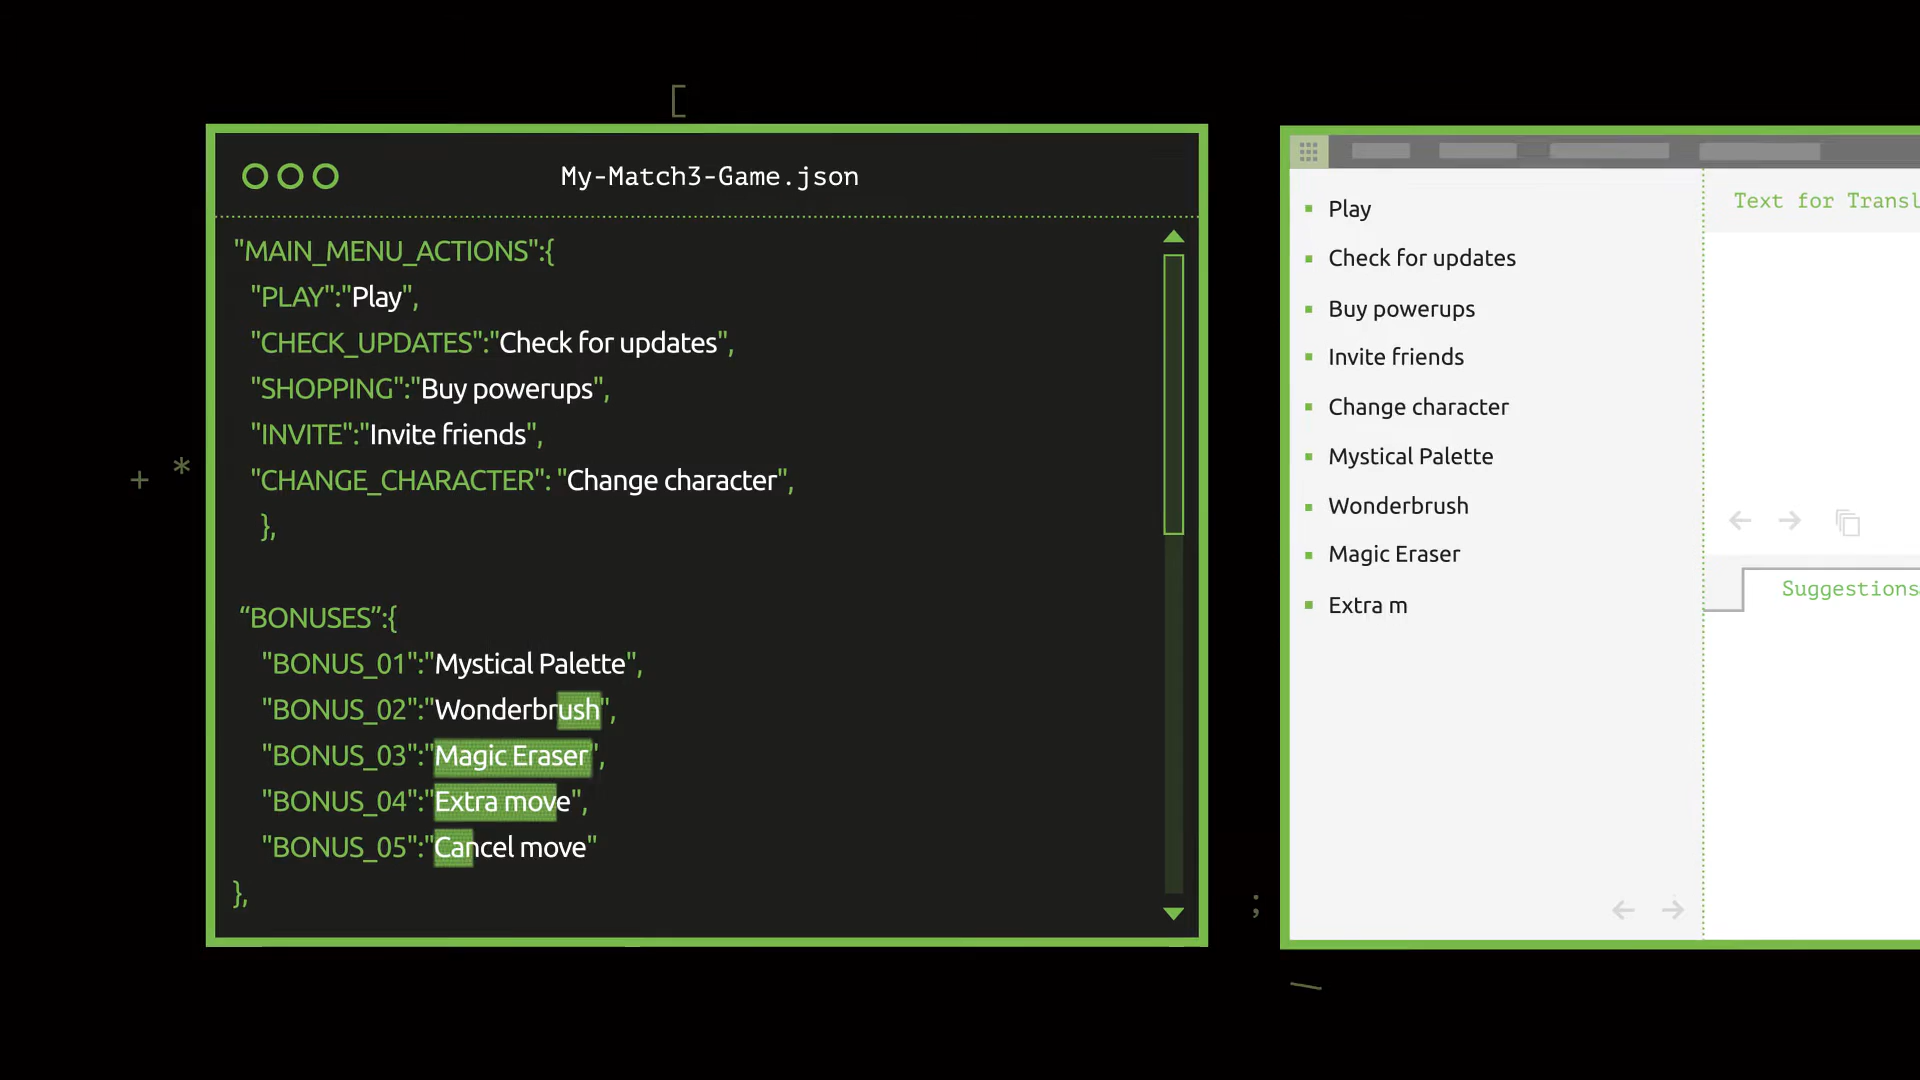 [
My-Match3-Game.json
"MAIN_MENU_ACTIONS":{
"PLAY":"Play",
"CHECK_UPDATES":"Check for updates",
"SHOPPING":"Buy powerups",
"INVITE":"Invite friends",
"CHANGE_CHARACTER": "Change character",
},
“BONUSES”:{
"BONUS_01":"Mystical Palette",
"BONUS_02":"Wonderbrush",
"BONUS_03":"Magic Eraser",
"BONUS_04":"Extra move",
"BONUS_05":"Cancel move"
},
+ *
;
Play
Check for updates
Buy powerups
Invite friends
Change character
Mystical Palette
Wonderbrush
Magic Eraser
Extra m
Text for Transl
Suggestions